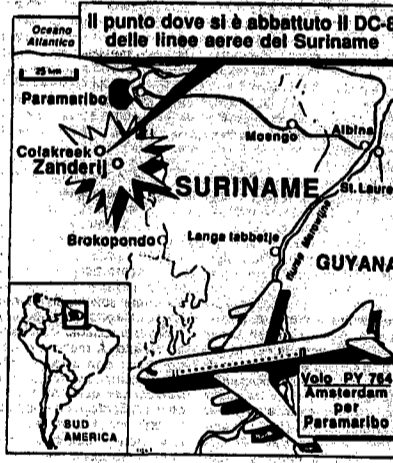 Il punto dove si è abbattuto il DC-8
delle linee aeree del Suriname
Oceano
Atlantico
25 km
Paramaribo
Moengo
Albina
Colakreek
Zanderij
SURINAME
St. Laure
Brokopondo
Langa tabbetje
GUYANA
Volo PY 764
Amsterdam
per
Paramaribo
SUD
AMERICA